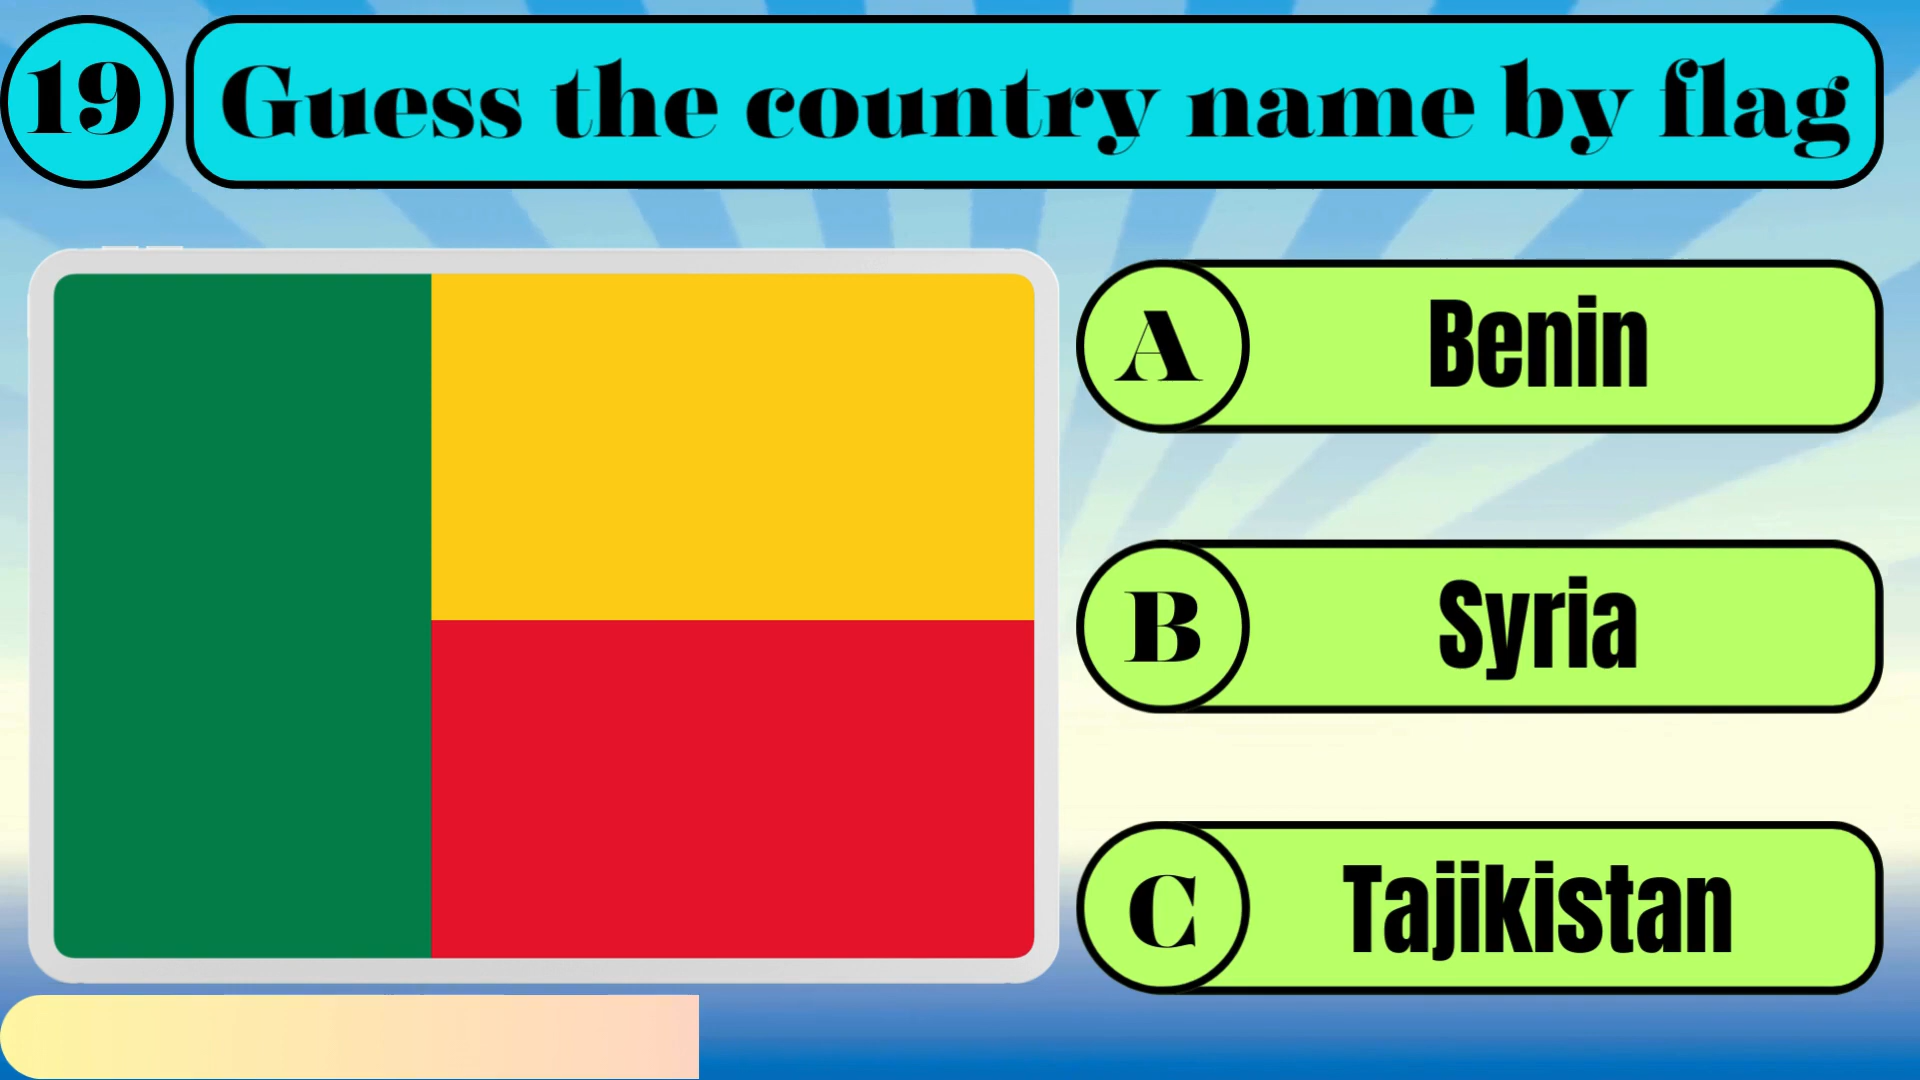 19
Guess the country name by flag
A
Benin
B
Syria
C
Tajikistan